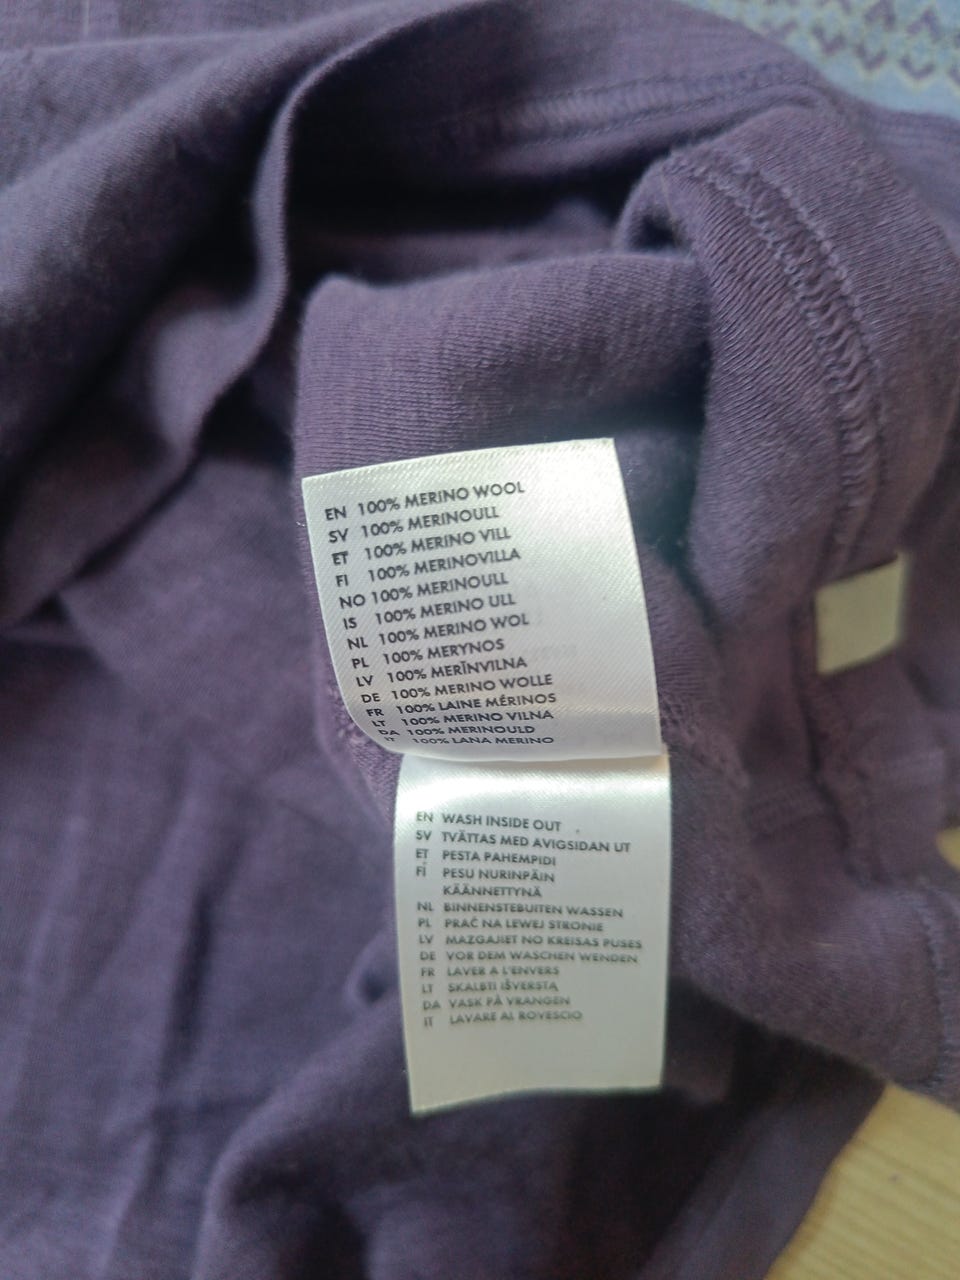 EN 100% MERINO WOOL
SV 100% MERINOULL
ET 100% MERINO VILL
FI 100% MERINOVILLA
NO 100% MERINOULL
IS 100% MERINO ULL
NL 100% MERINO WOL
PL 100% MERYNOS
LV 100% MERĪNVILNA
DE 100% MERINO WOLLE
FR 100% LAINE MÉRINOS
LT 100% MERINO VILNA
DA 100% MERINOULD
IT 100% LANA MERINO
EN WASH INSIDE OUT
SV TVÄTTAS MED AVIGSIDAN UT
ET PESTA PAHEMPIDI
FI PESU NURINPÄIN
KÄÄNNETTYNÄ
NL BINNENSTEBUITEN WASSEN
PL PRAĆ NA LEWEJ STRONIE
LV MAZGAJIET NO KREISAS PUSES
DE VOR DEM WASCHEN WENDEN
FR LAVER A L'ENVERS
LT SKALBTI IŠVERSTĄ
DA VASK PÅ VRANGEN
IT LAVARE AL ROVESCIO